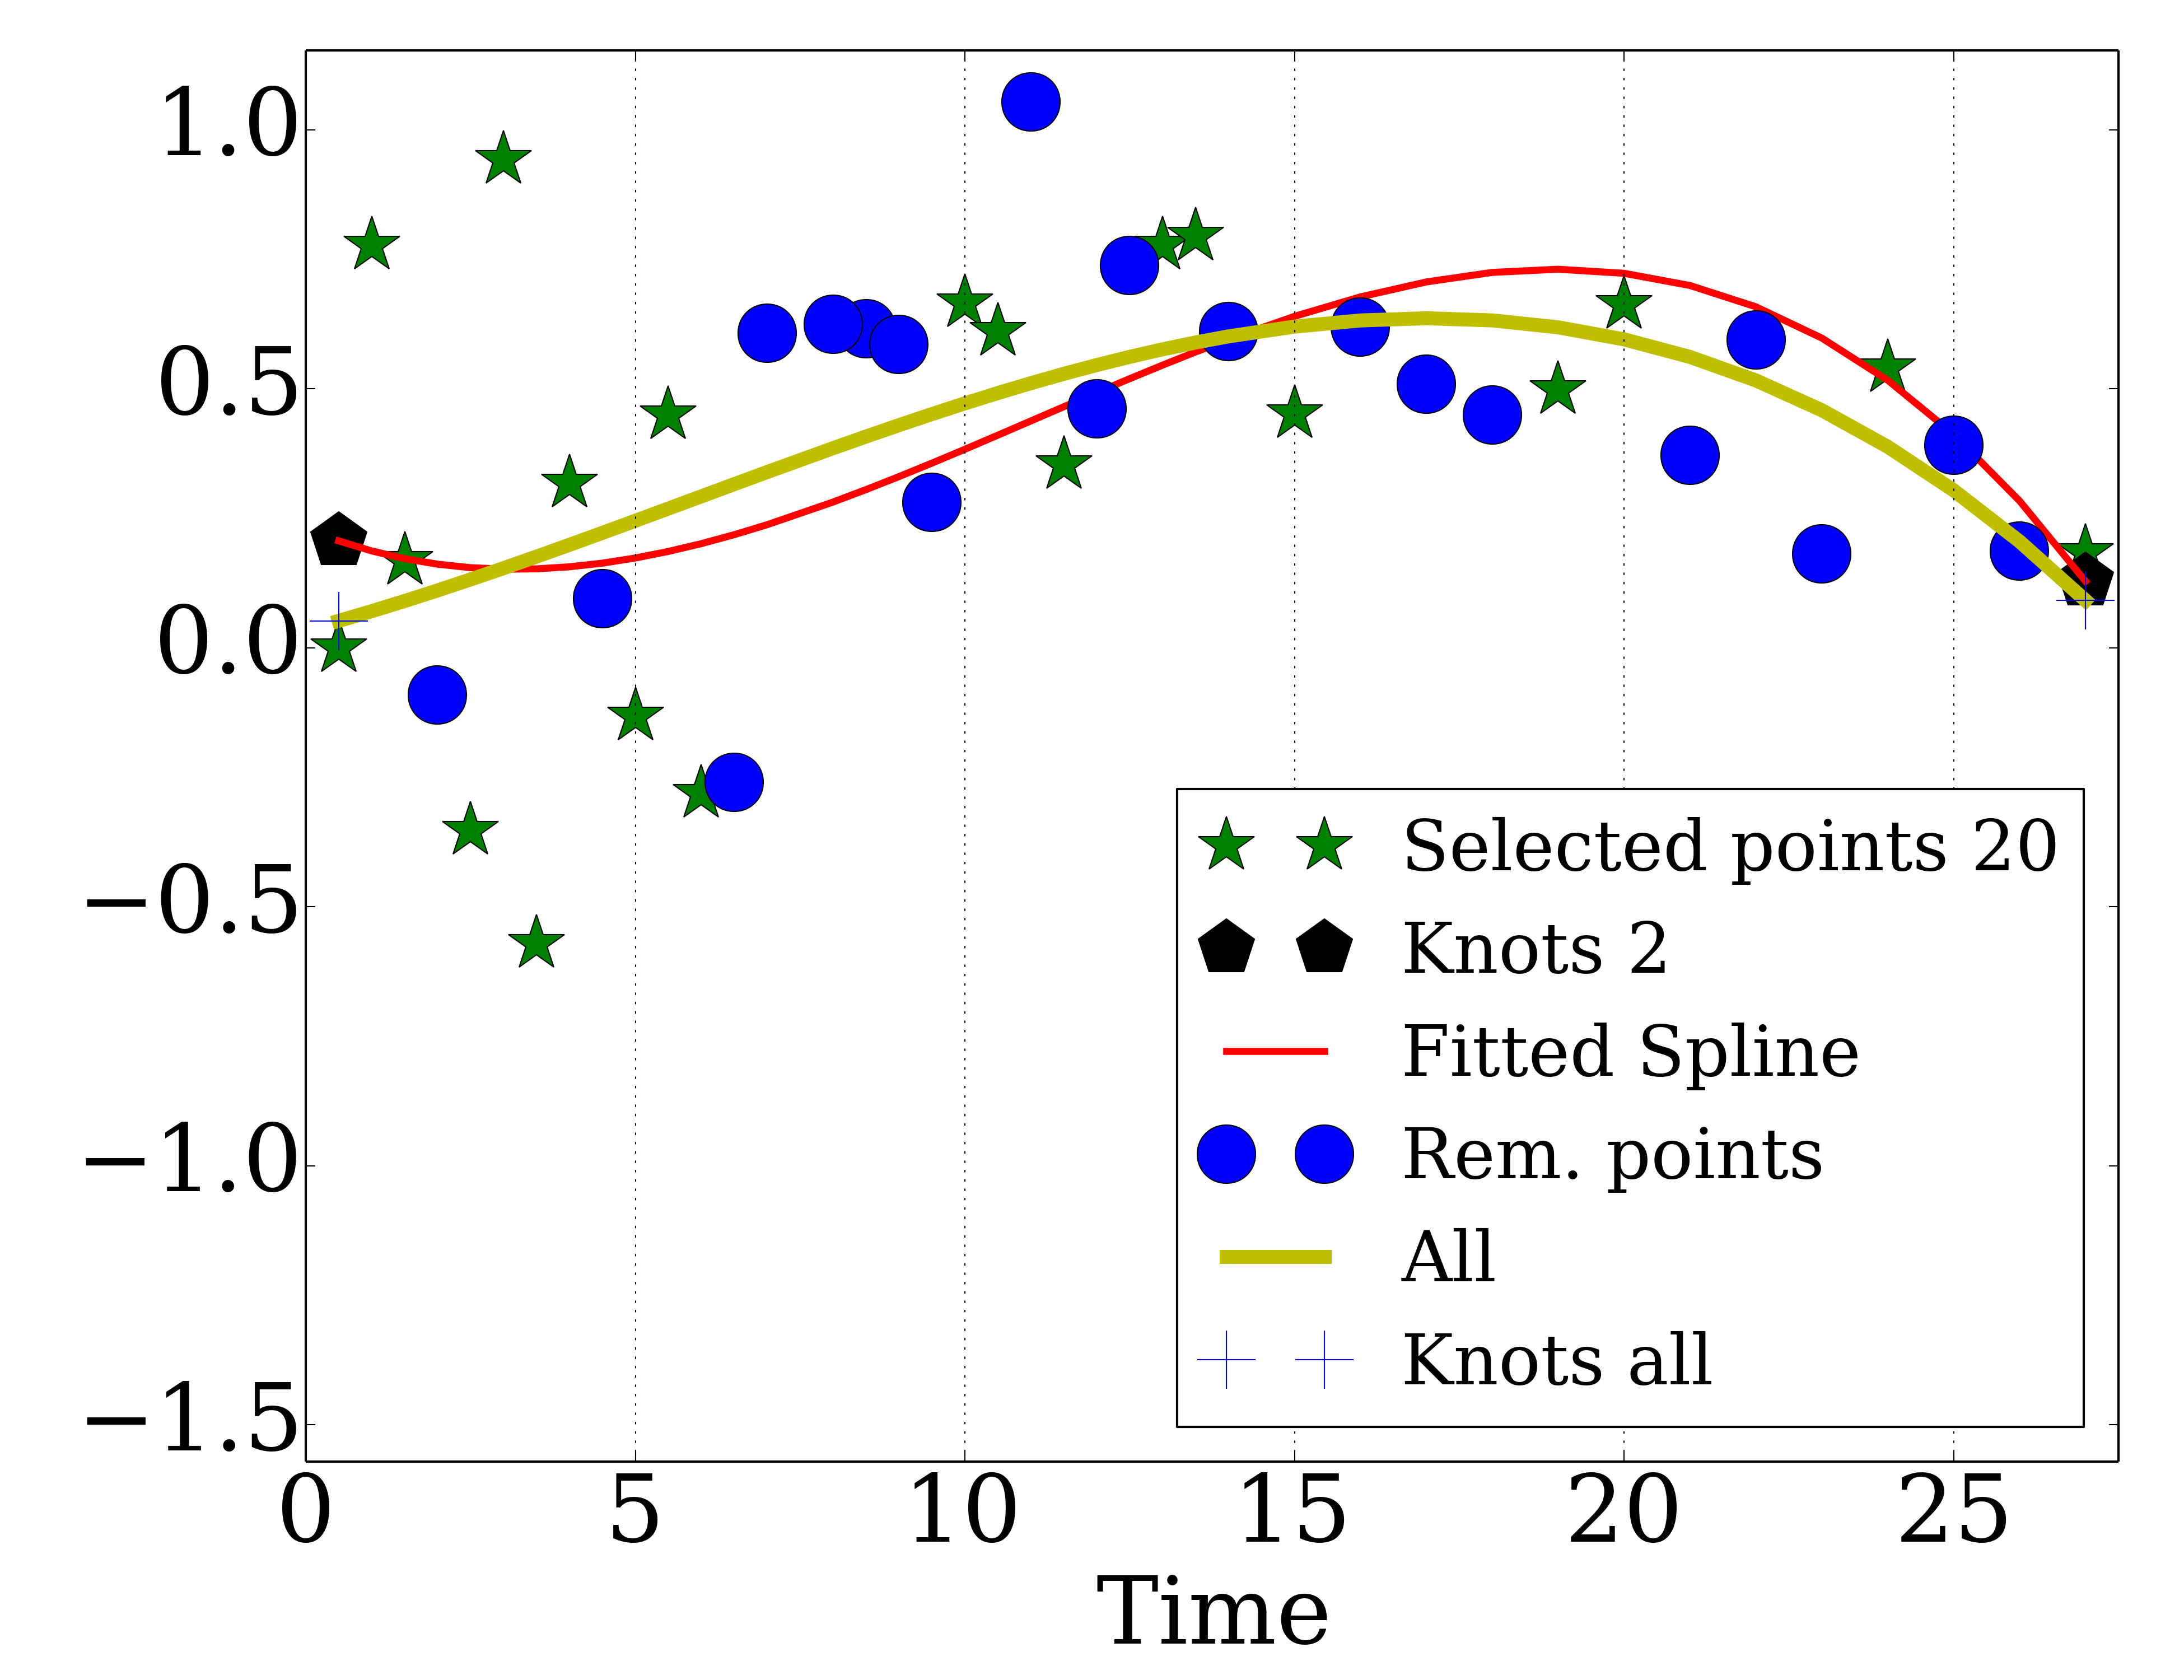 1.0
0.5
0.0
−0.5
−1.0
−1.5
Selected points 20
Knots 2
Fitted Spline
Rem. points
All
Knots all
0 5 10 15 20 25
Time